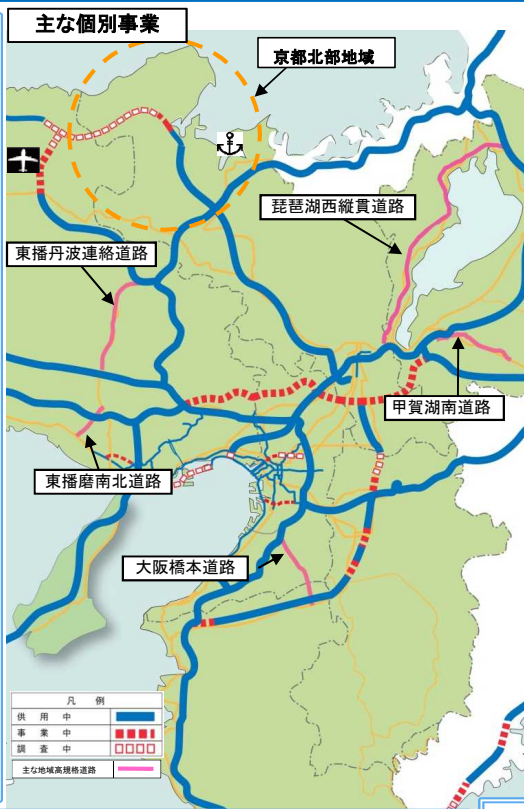 主な個別事業
京都北部地域
琵琶湖西縦貫道路
東播丹波連絡道路
甲賀湖南道路
東播磨南北道路
大阪橋本道路
凡 例
供 用 中
事 業 中
調 査 中
主な地域高規格道路